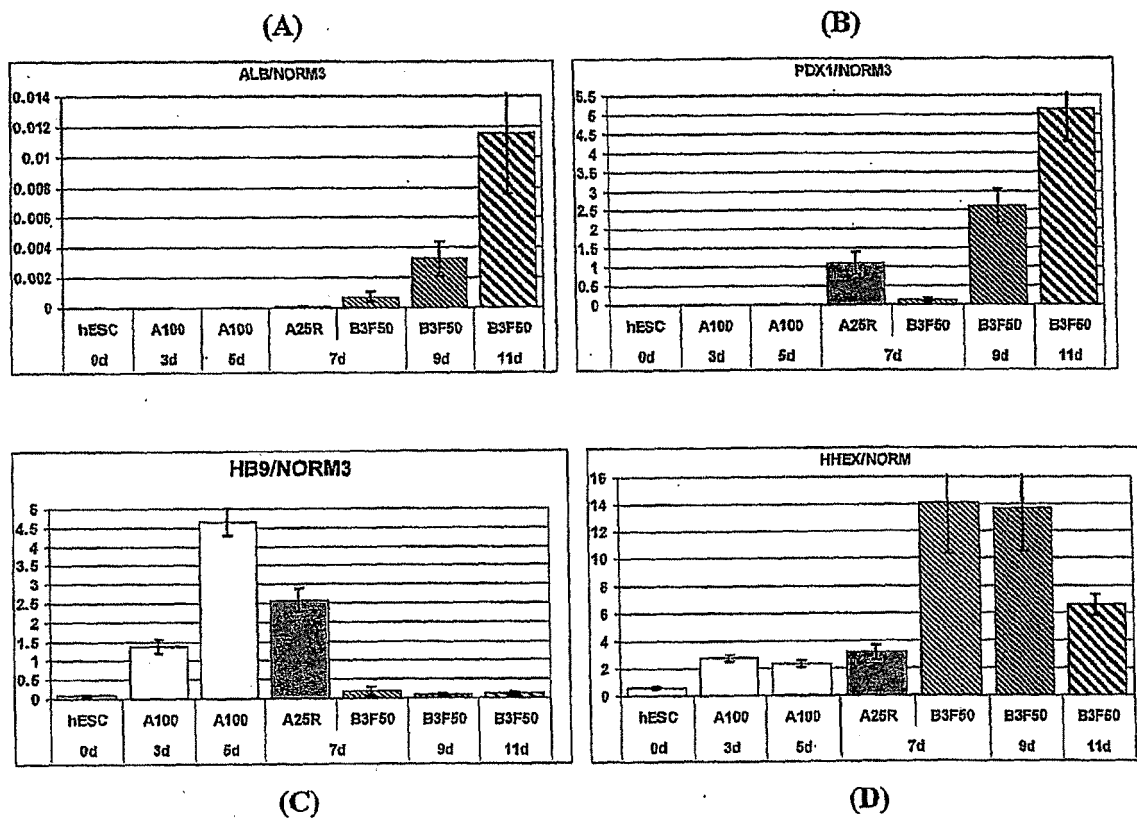 (A)
ALB/NORM3
0.014
0.012
0.01
0.008
0.006
0.004
0.002
0
hESC A100 A100 A25R B3F50 B3F50 B3F50
0d 3d 5d 7d 9d 11d
(B)
PDX1/NORM3
5.5
5
4.5
4
3.5
3
2.5
2
1.5
1
0.5
0
hESC A100 A100 A25R B3F50 B3F50 B3F50
0d 3d 5d 7d 9d 11d
HB9/NORM3
5
4.5
4
3.5
3
2.5
2
1.5
1
0.5
0
hESC A100 A100 A25R B3F50 B3F50 B3F50
0d 3d 5d 7d 9d 11d
(C)
HHEX/NORM
16
14
12
10
8
6
4
2
0
hESC A100 A100 A25R B3F50 B3F50 B3F50
0d 3d 5d 7d 9d 11d
(D)